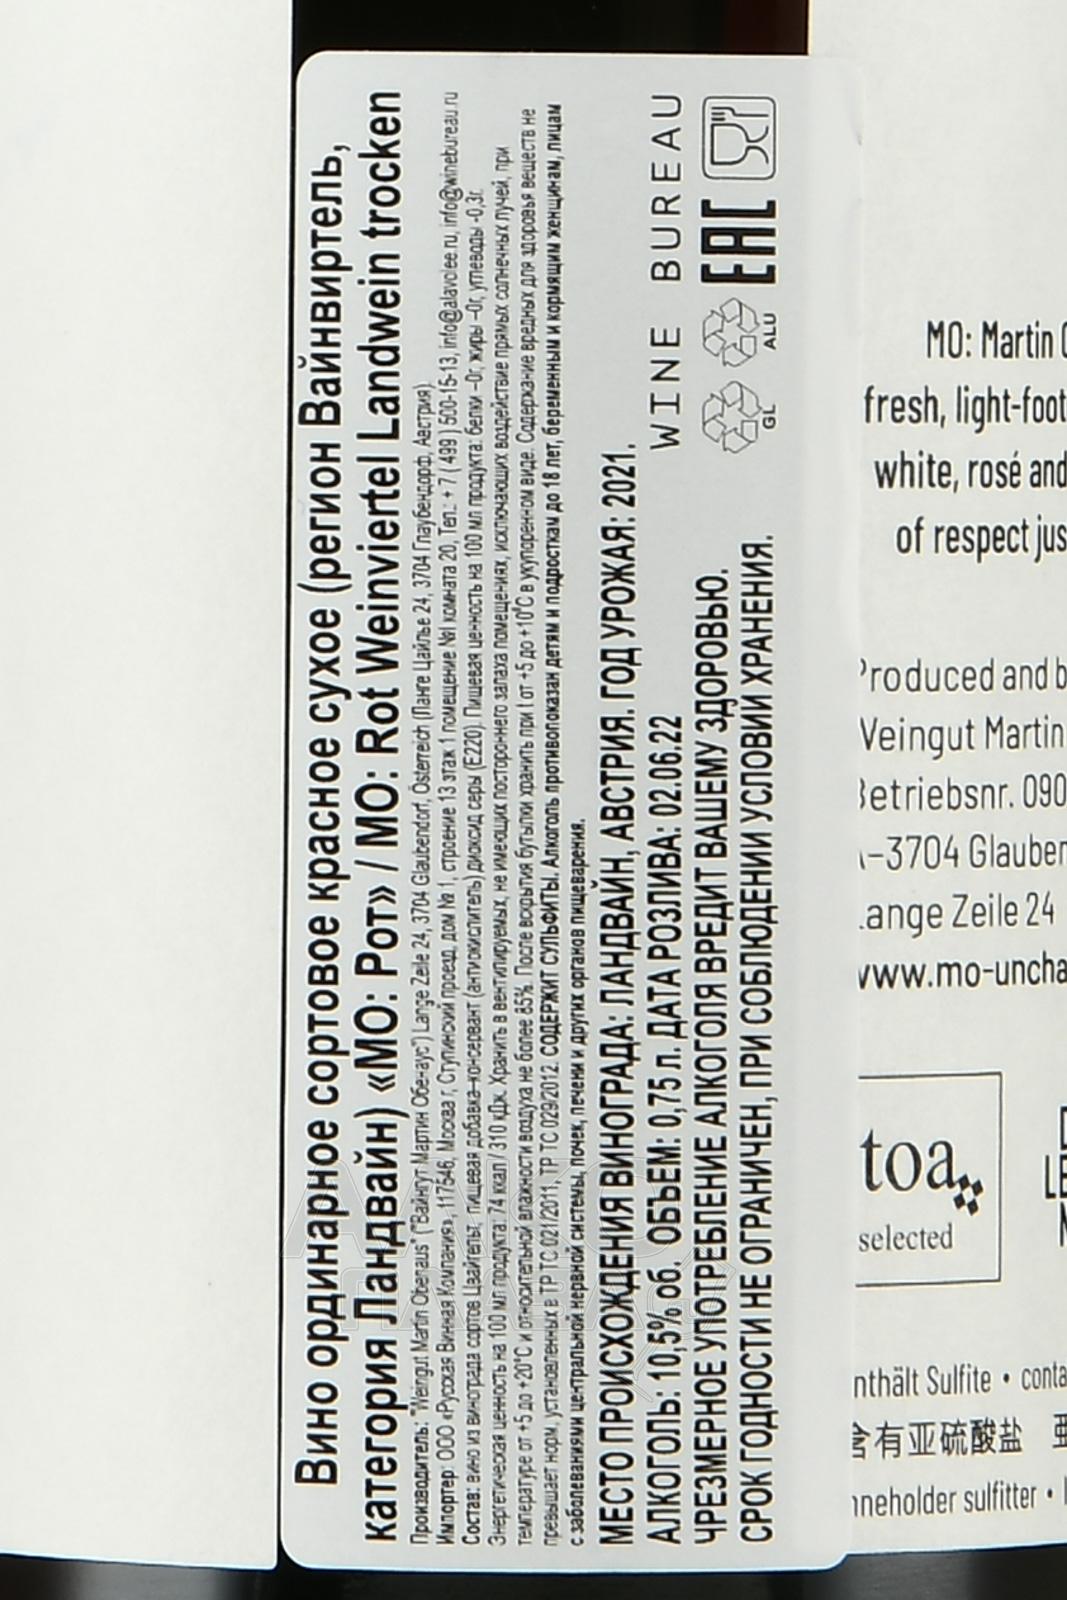 Вино ординарное сортовое красное сухое (регион Вайнвиртель,
категория Ландвайн) «МО: Рот» / MO: Rot Weinviertel Landwein trocken
Производитель: "Weingut Martin Obenaus" ("Вайнгут Мартин Обенаус") Lange Zeile 24, 3704 Glaubendorf, Österreich (Ланге Цайлье 24, 3704 Глаубендорф, Австрия).
Импортер: ООО «Русская Винная Компания», 117546, Москва г, Ступинский проезд, дом № 1, строение 13 этаж 1 помещение №I комната 20, Тел.: + 7 ( 499 ) 500-15-13, info@alavolee.ru, info@winebureau.ru
Состав: вино из винограда сортов Цвайгельт, пищевая добавка-консервант (антиокислитель) диоксид серы (Е220). Пищевая ценность на 100 мл продукта: белки –0г, жиры –0г, углеводы -0,3г.
Энергетическая ценность на 100 мл продукта: 74 ккал / 310 кДж. Хранить в вентилируемых, не имеющих постороннего запаха помещениях, исключающих воздействие прямых солнечных лучей, при
температуре от +5 до +20°С и относительной влажности воздуха не более 85%. После вскрытия бутылки хранить при t от +5 до +10°С в укупоренном виде. Содержание вредных для здоровья веществ не
превышает норм, установленных в ТР ТС 021/2011, ТР ТС 029/2012. СОДЕРЖИТ СУЛЬФИТЫ. Алкоголь противопоказан детям и подросткам до 18 лет, беременным и кормящим женщинам, лицам
с заболеваниями центральной нервной системы, почек, печени и других органов пищеварения.
МЕСТО ПРОИСХОЖДЕНИЯ ВИНОГРАДА: ЛАНДВАЙН, АВСТРИЯ. ГОД УРОЖАЯ: 2021.
АЛКОГОЛЬ: 10,5% об. ОБЪЕМ: 0,75 л. ДАТА РОЗЛИВА: 02.06.22
ЧРЕЗМЕРНОЕ УПОТРЕБЛЕНИЕ АЛКОГОЛЯ ВРЕДИТ ВАШЕМУ ЗДОРОВЬЮ.
СРОК ГОДНОСТИ НЕ ОГРАНИЧЕН, ПРИ СОБЛЮДЕНИИ УСЛОВИЙ ХРАНЕНИЯ.
WINE BUREAU
GL ALU EAC
MO: Martin
fresh, light-foot
white, rosé and
of respect jus
Produced and b
Weingut Martin
Betriebsnr. 090
A–3704 Glauben
Lange Zeile 24
www.mo-uncha
toa
selected
LE
nthält Sulfite • conta
含有亚硫酸盐
nneholder sulfitter •